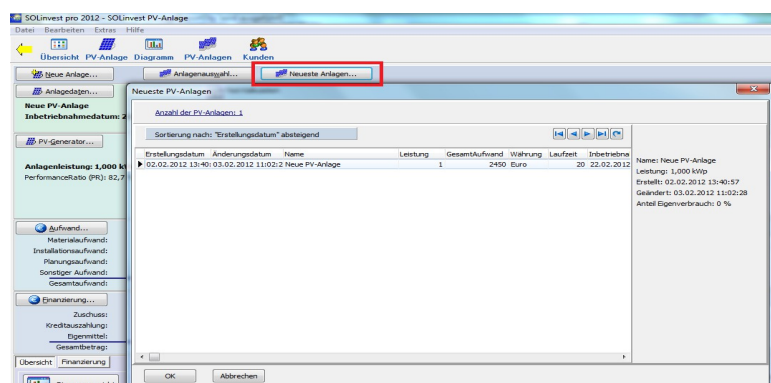 SOLinvest pro 2012 - SOLinvest PV-Anlage
Datei Bearbeiten Extras Hilfe
Übersicht PV-Anlage Diagramm PV-Anlagen Kunden
Neue Anlage... Anlagenauswahl... Neueste Anlagen...
Anlagedaten...
Neue PV-Anlage
Inbetriebnahmedatum: 2
PV-Generator...
Anlagenleistung: 1,000 k
PerformanceRatio (PR): 82,7
Aufwand...
Materialaufwand:
Installationsaufwand:
Planungsaufwand:
Sonstiger Aufwand:
Gesamtaufwand:
Finanzierung...
Zuschuss:
Kreditauszahlung:
Eigenmittel:
Gesamtbetrag:
Übersicht Finanzierung
Neueste PV-Anlagen
Anzahl der PV-Anlagen: 1
Sortierung nach: "Erstellungsdatum" absteigend
Erstellungsdatum Änderungsdatum Name Leistung GesamtAufwand Währung Laufzeit Inbetriebna
02.02.2012 13:40: 03.02.2012 11:02:2 Neue PV-Anlage 1 2450 Euro 20 22.02.2012
Name: Neue PV-Anlage
Leistung: 1,000 kWp
Erstellt: 02.02.2012 13:40:57
Geändert: 03.02.2012 11:02:28
Anteil Eigenverbrauch: 0 %
OK Abbrechen